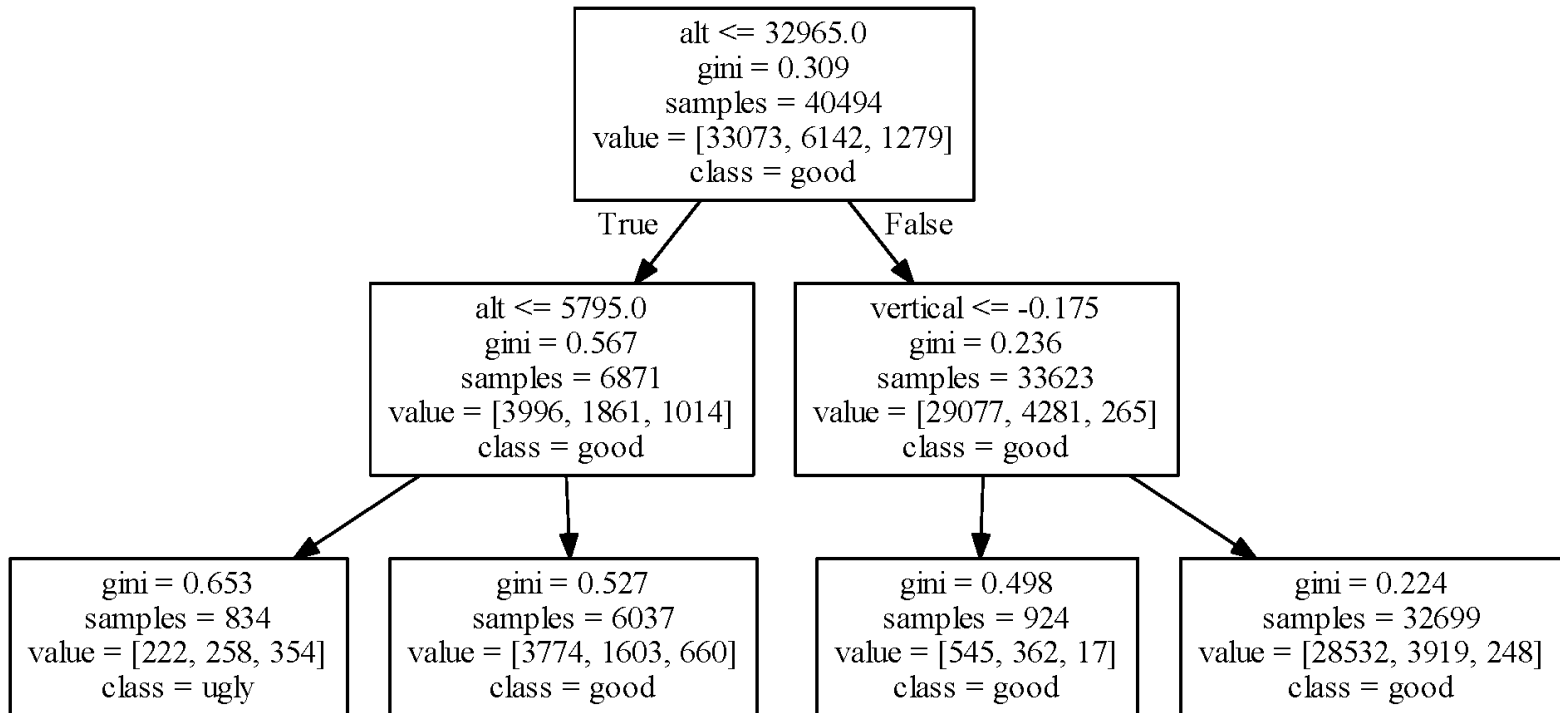 alt <= 32965.0
gini = 0.309
samples = 40494
value = [33073, 6142, 1279]
class = good
True
False
alt <= 5795.0
gini = 0.567
samples = 6871
value = [3996, 1861, 1014]
class = good
vertical <= -0.175
gini = 0.236
samples = 33623
value = [29077, 4281, 265]
class = good
gini = 0.653
samples = 834
value = [222, 258, 354]
class = ugly
gini = 0.527
samples = 6037
value = [3774, 1603, 660]
class = good
gini = 0.498
samples = 924
value = [545, 362, 17]
class = good
gini = 0.224
samples = 32699
value = [28532, 3919, 248]
class = good